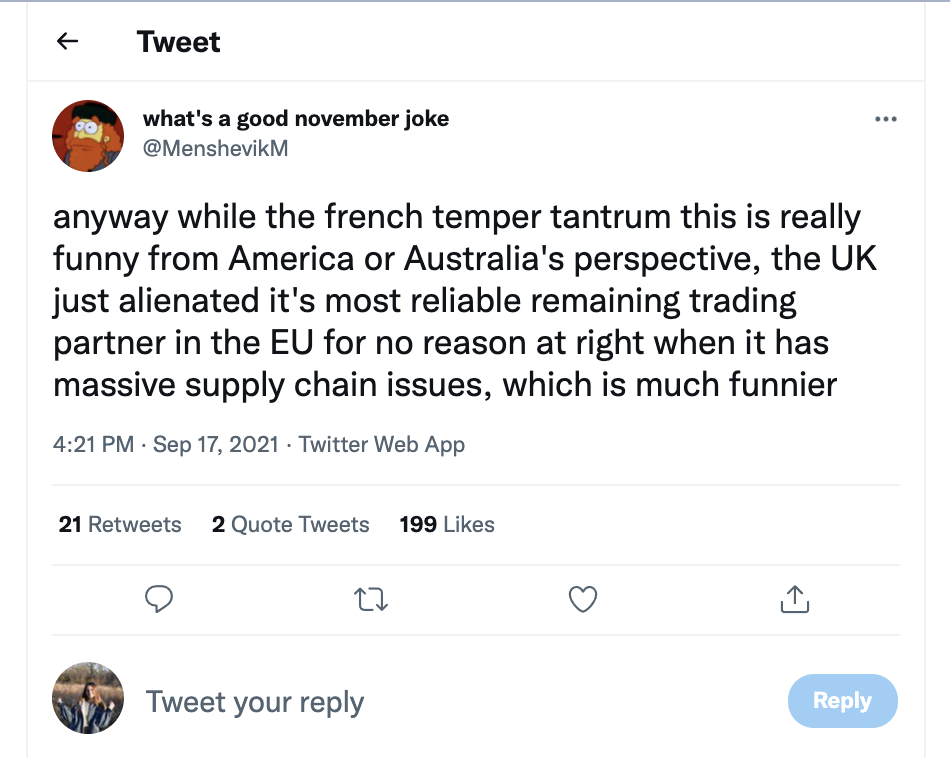 Tweet
what's a good november joke
@MenshevikM
anyway while the french temper tantrum this is really
funny from America or Australia's perspective, the UK
just alienated it's most reliable remaining trading
partner in the EU for no reason at right when it has
massive supply chain issues, which is much funnier
4:21 PM · Sep 17, 2021 · Twitter Web App
21 Retweets 2 Quote Tweets 199 Likes
Tweet your reply
Reply